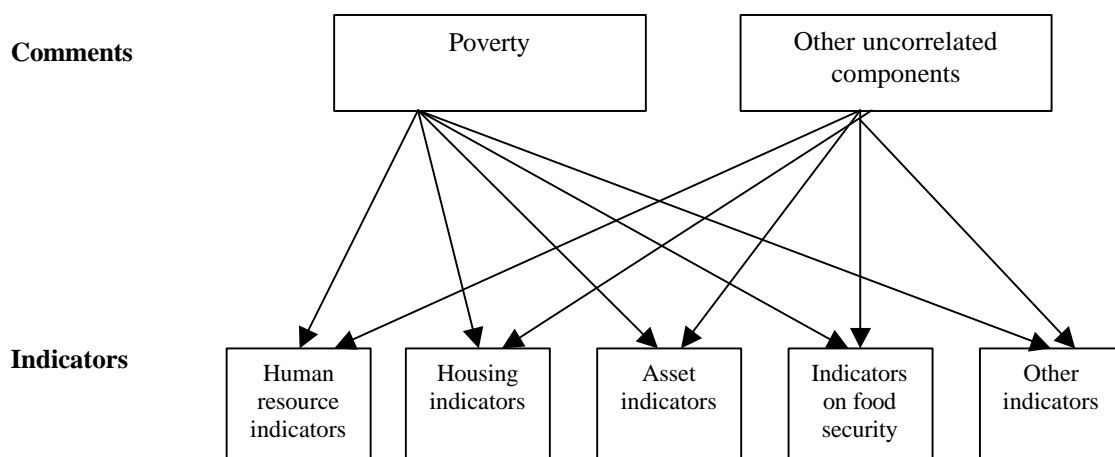 Comments
Poverty
Other uncorrelated
components
Indicators
Human
resource
indicators
Housing
indicators
Asset
indicators
Indicators
on food
security
Other
indicators